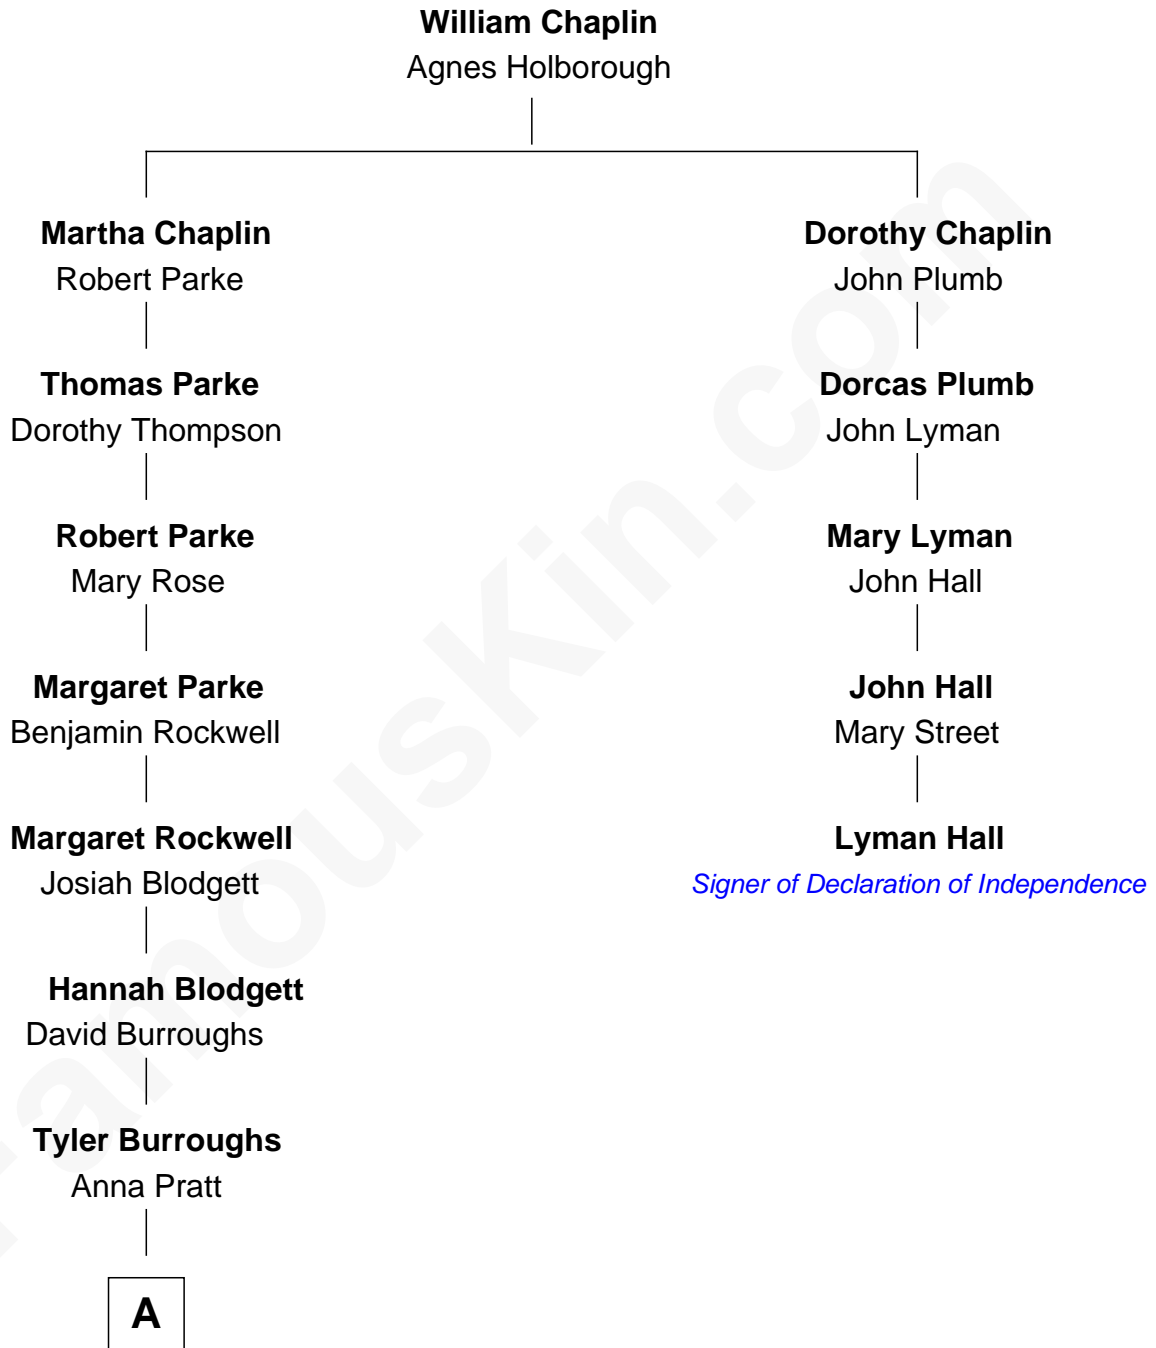 William Chaplin
Agnes Holborough
Martha Chaplin
Robert Parke
Dorothy Chaplin
John Plumb
Thomas Parke
Dorothy Thompson
Dorcas Plumb
John Lyman
Robert Parke
Mary Rose
Mary Lyman
John Hall
Margaret Parke
Benjamin Rockwell
John Hall
Mary Street
Margaret Rockwell
Josiah Blodgett
Lyman Hall
Signer of Declaration of Independence
Hannah Blodgett
David Burroughs
Tyler Burroughs
Anna Pratt
A
FamousKin.com